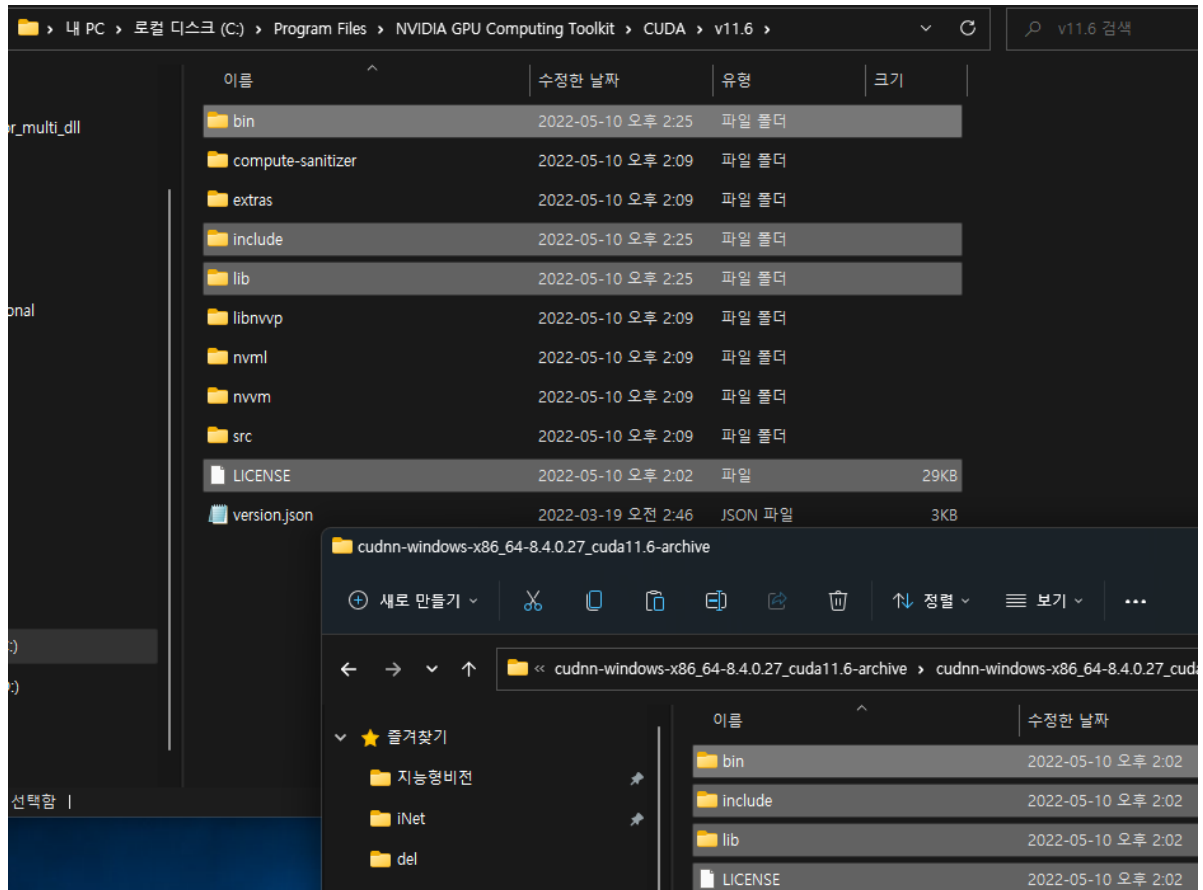 내 PC > 로컬 디스크 (C:) > Program Files > NVIDIA GPU Computing Toolkit > CUDA > v11.6 > v11.6 검색
이름 수정한 날짜 유형 크기
or_multi_dll
bin 2022-05-10 오후 2:25 파일 폴더
compute-sanitizer 2022-05-10 오후 2:09 파일 폴더
extras 2022-05-10 오후 2:09 파일 폴더
include 2022-05-10 오후 2:25 파일 폴더
lib 2022-05-10 오후 2:25 파일 폴더
onal
libnvvp 2022-05-10 오후 2:09 파일 폴더
nvml 2022-05-10 오후 2:09 파일 폴더
nvvm 2022-05-10 오후 2:09 파일 폴더
src 2022-05-10 오후 2:09 파일 폴더
LICENSE 2022-05-10 오후 2:02 파일 29KB
version.json 2022-03-19 오전 2:46 JSON 파일 3KB
:)
:)
선택함
cudnn-windows-x86_64-8.4.0.27_cuda11.6-archive
새로 만들기 정렬 보기 ...
« cudnn-windows-x86_64-8.4.0.27_cuda11.6-archive > cudnn-windows-x86_64-8.4.0.27_cuda
이름 수정한 날짜
즐겨찾기
지능형비전
iNet
del
bin 2022-05-10 오후 2:02
include 2022-05-10 오후 2:02
lib 2022-05-10 오후 2:02
LICENSE 2022-05-10 오후 2:02